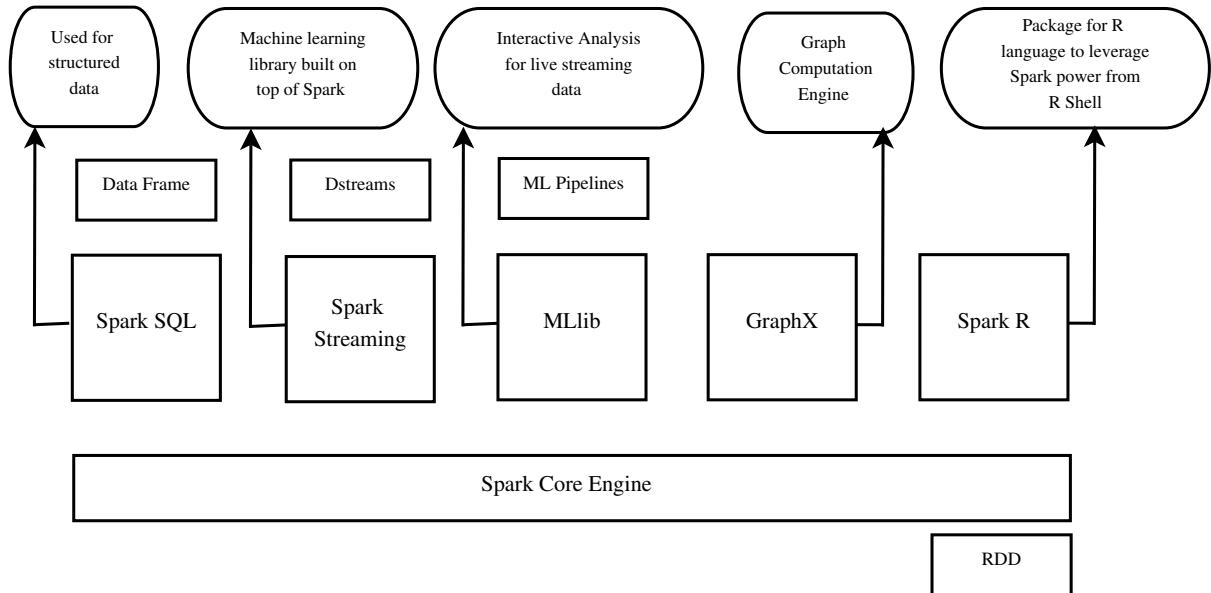 Used for
structured
data
Machine learning
library built on
top of Spark
Interactive Analysis
for live streaming
data
Graph
Computation
Engine
Package for R
language to leverage
Spark power from
R Shell
Data Frame
Dstreams
ML Pipelines
Spark SQL
Spark
Streaming
MLlib
GraphX
Spark R
Spark Core Engine
RDD